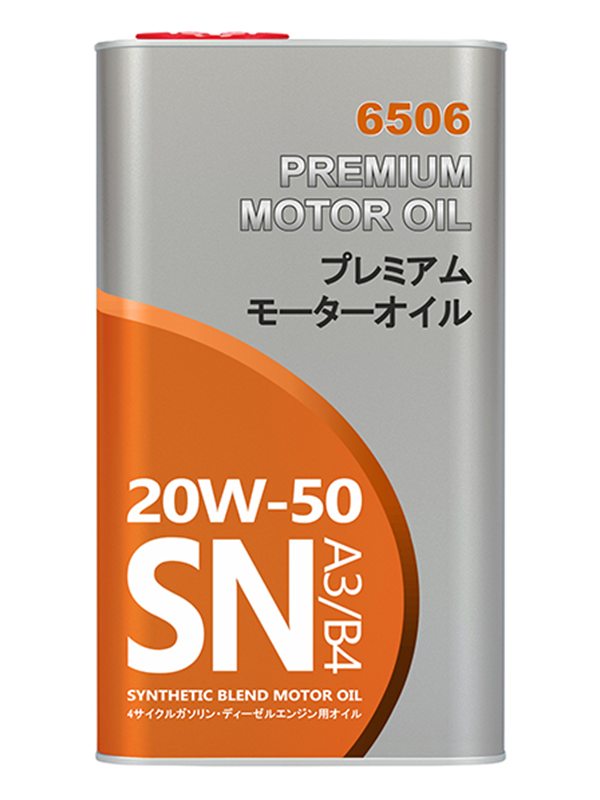 6506
PREMIUM
MOTOR OIL
プレミアム
モーターオイル
20W-50
SN
A3/B4
SYNTHETIC BLEND MOTOR OIL
4サイクルガソリン・ディーゼルエンジン用オイル